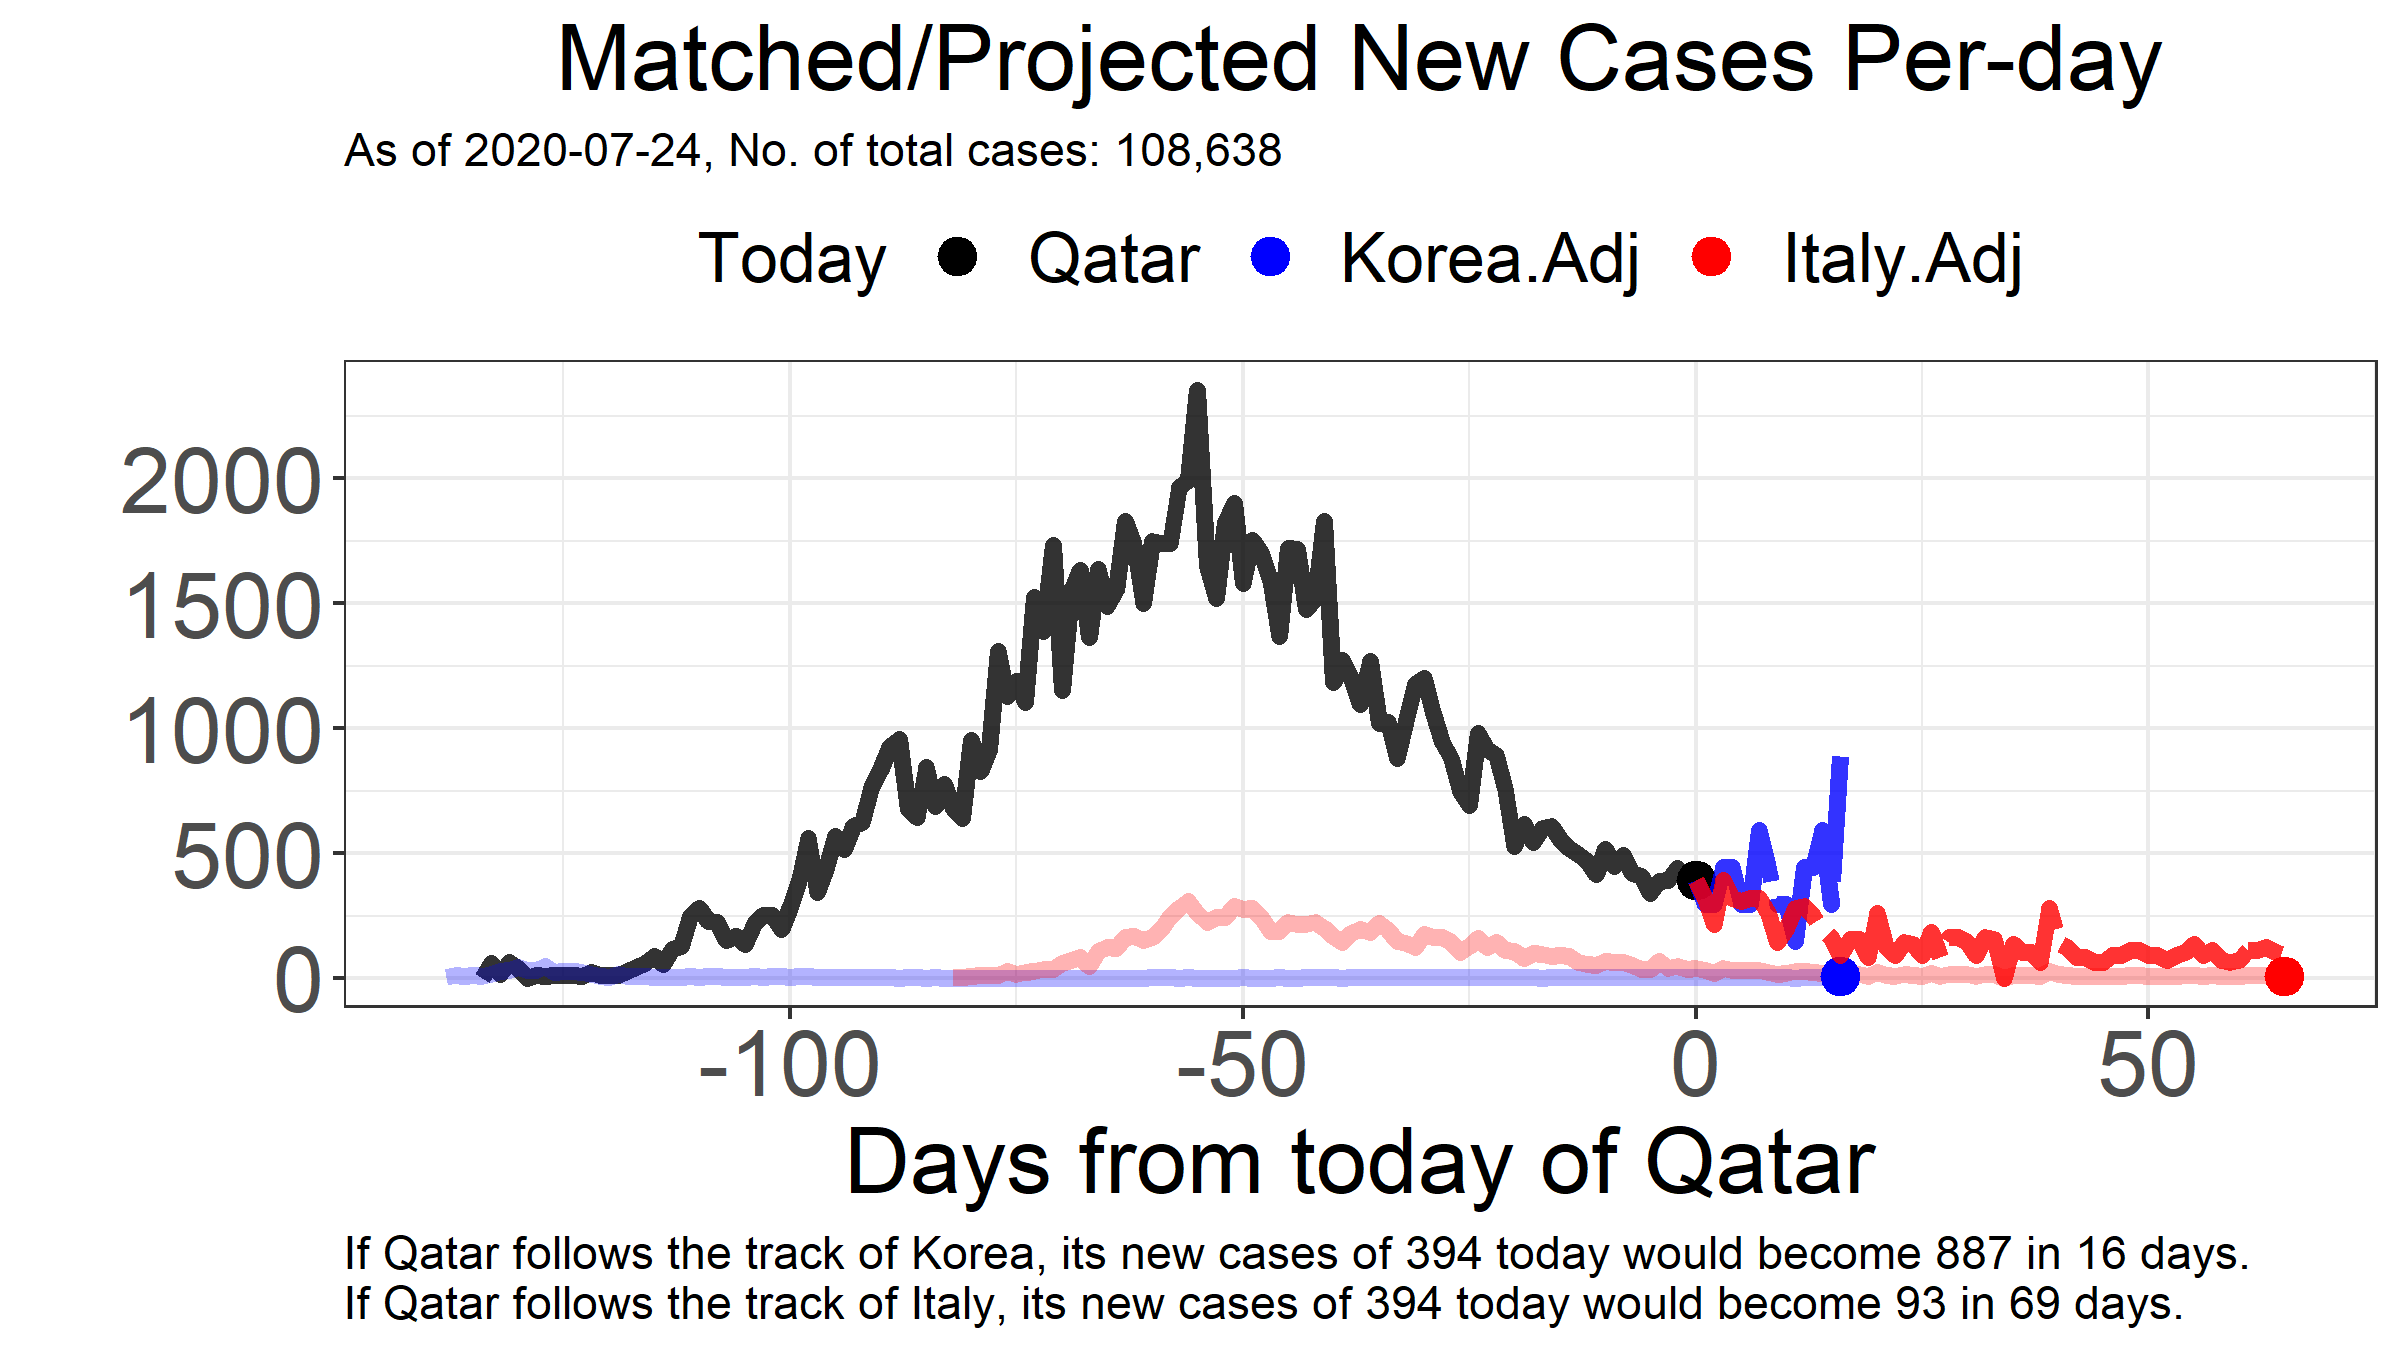 Matched/Projected New Cases Per-day
As of 2020-07-24, No. of total cases: 108,638
Today Qatar Korea.Adj Italy.Adj
2000
1500
1000
500
0
-100 -50 0 50
Days from today of Qatar
If Qatar follows the track of Korea, its new cases of 394 today would become 887 in 16 days.
If Qatar follows the track of Italy, its new cases of 394 today would become 93 in 69 days.